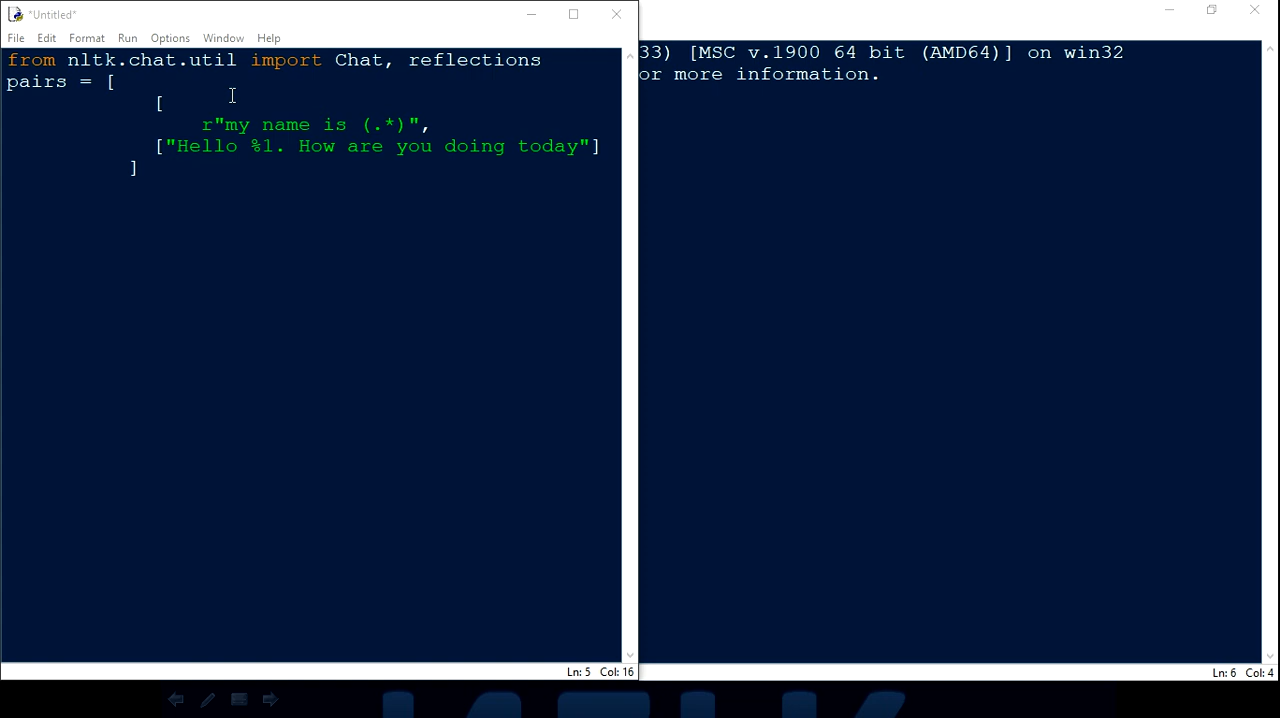 *Untitled*
File Edit Format Run Options Window Help
from nltk.chat.util import Chat, reflections
pairs = [
[
r"my name is (.*)",
["Hello %1. How are you doing today"]
]
Ln: 5 Col: 16
33) [MSC v.1900 64 bit (AMD64)] on win32
or more information.
Ln: 6 Col: 4